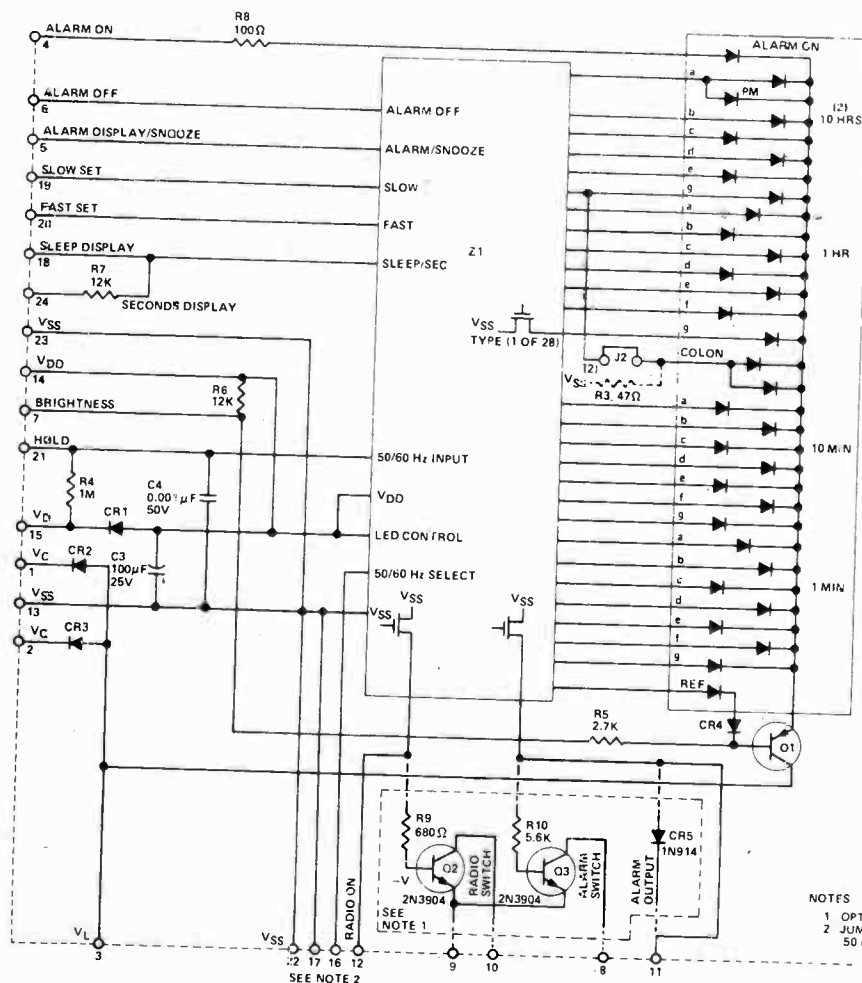 R8
100Ω
ALARM ON
4
ALARM ON
a
PM
(2)
10 HRS
ALARM OFF
6
ALARM OFF
b
ALARM DISPLAY/SNOOZE
5
ALARM/SNOOZE
c
d
SLOW SET
19
SLOW
e
g
FAST SET
20
FAST
a
b
SLEEP DISPLAY
18
SLEEP/SEC
Z1
c
1 HR
R7
12K
d
24
SECONDS DISPLAY
e
f
VSS
23
VSS
TYPE (1 OF 28)
g
VDD
14
(2)
J2
COLON
R6
12K
VSS
R3, 47Ω
BRIGHTNESS
7
a
HOLD
21
b
50/60 Hz INPUT
c
10 MIN
R4
1M
C4
0.001µF
50V
d
VDD
e
f
VD
15
CR1
LED CONTROL
g
VC
1
CR2
C3
100µF
25V
50/60 Hz SELECT
a
b
c
1 MIN
VSS
13
VSS
VSS
VSS
d
e
VC
2
CR3
f
g
REF
R5
2.7K
CR4
Q1
R9
680Ω
R10
5.6K
CR5
1N914
Q2
Q3
RADIO SWITCH
ALARM SWITCH
ALARM OUTPUT
-V
2N3904
2N3904
SEE
NOTE 1
RADIO ON
NOTES
1 OPT
2 JUM
50
VL
3
VSS
22
17
16
12
9
10
8
11
SEE NOTE 2